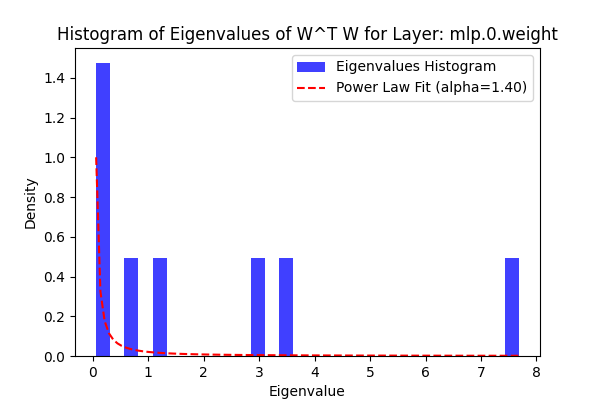 Histogram of Eigenvalues of W^T W for Layer: mlp.0.weight
Eigenvalues Histogram
Power Law Fit (alpha=1.40)
Density
1.4
1.2
1.0
0.8
0.6
0.4
0.2
0.0
0 1 2 3 4 5 6 7 8
Eigenvalue